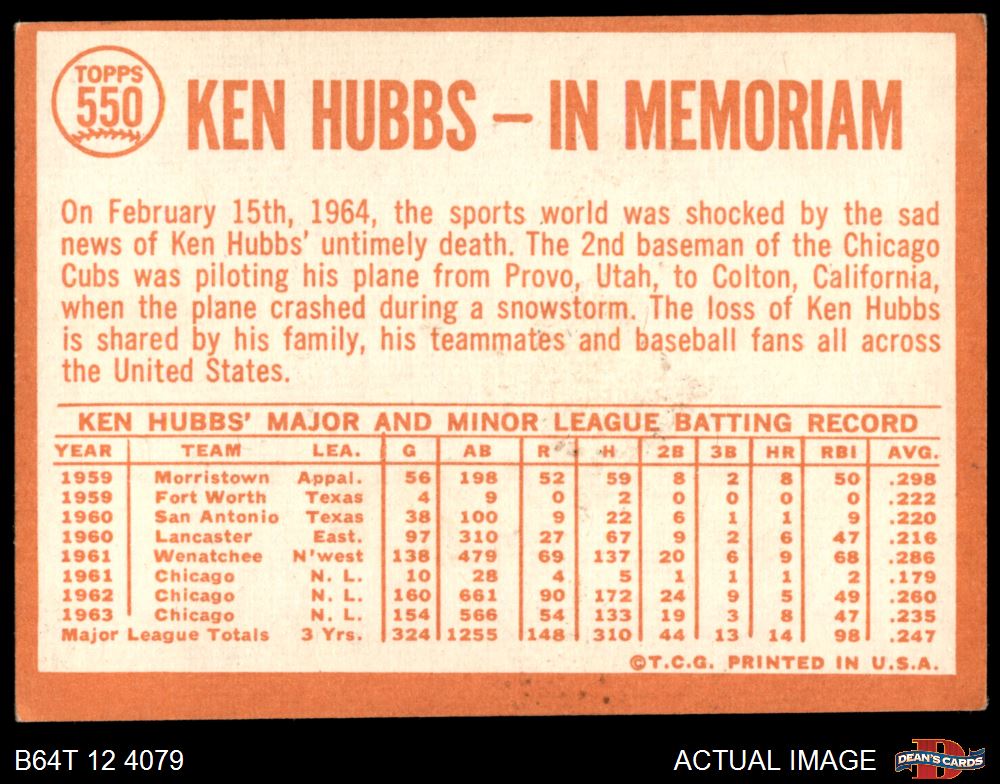 TOPPS
550
KEN HUBBS – IN MEMORIAM
On February 15th, 1964, the sports world was shocked by the sad
news of Ken Hubbs' untimely death. The 2nd baseman of the Chicago
Cubs was piloting his plane from Provo, Utah, to Colton, California,
when the plane crashed during a snowstorm. The loss of Ken Hubbs
is shared by his family, his teammates and baseball fans all across
the United States.
KEN HUBBS' MAJOR AND MINOR LEAGUE BATTING RECORD
YEAR TEAM LEA. G AB R H 2B 3B HR RBI AVG.
1959 Morristown Appal. 56 198 52 59 8 2 8 50 .298
1959 Fort Worth Texas 4 9 0 2 0 0 0 0 .222
1960 San Antonio Texas 38 100 9 22 6 1 1 9 .220
1960 Lancaster East. 97 310 27 67 9 2 6 47 .216
1961 Wenatchee N'west 138 479 69 137 20 6 9 68 .286
1961 Chicago N. L. 10 28 4 5 1 1 1 2 .179
1962 Chicago N. L. 160 661 90 172 24 9 5 49 .260
1963 Chicago N. L. 154 566 54 133 19 3 8 47 .235
Major League Totals 3 Yrs. 324 1255 148 310 44 13 14 98 .247
©T.C.G. PRINTED IN U.S.A.
B64T 12 4079
ACTUAL IMAGE
DEAN'S CARDS